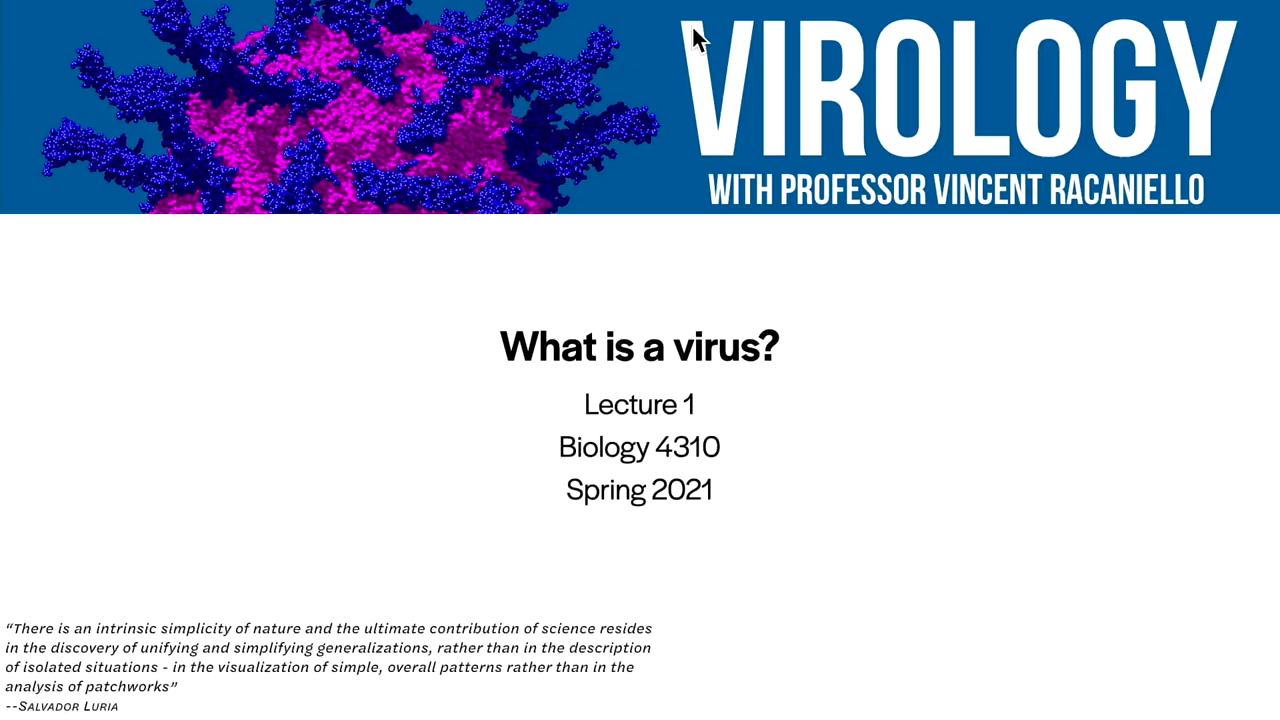 VIROLOGY
WITH PROFESSOR VINCENT RACANIELLO
What is a virus?
Lecture 1
Biology 4310
Spring 2021
“There is an intrinsic simplicity of nature and the ultimate contribution of science resides
in the discovery of unifying and simplifying generalizations, rather than in the description
of isolated situations - in the visualization of simple, overall patterns rather than in the
analysis of patchworks”
--SALVADOR LURIA